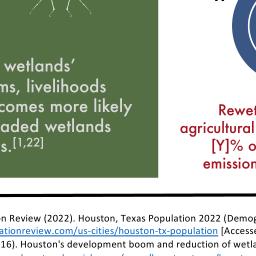 wetlands’
ms, livelihoods
comes more likely
aded wetlands
s.[1,22]
Rewet
agricultural
[Y]% o
emission
on Review (2022). Houston, Texas Population 2022 (Demog
ationreview.com/us-cities/houston-tx-population [Accesse
16). Houston's development boom and reduction of wetla